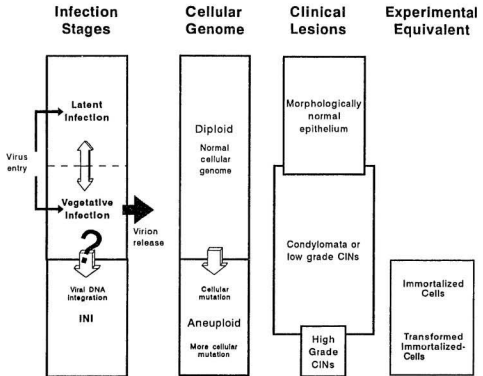 Infection
Stages
Cellular
Genome
Clinical
Lesions
Experimental
Equivalent
Virus
entry
Latent
Infection
Vegetative
Infection
?
Viral DNA
integration
INI
Virion
release
Diploid
Normal
cellular
genome
Cellular
mutation
Aneuploid
More cellular
mutation
Morphologically
normal
epithelium
Condylomata or
low grade CINs
High
Grade
CINs
Immortalized
Cells
Transformed
Immortalized-
Cells